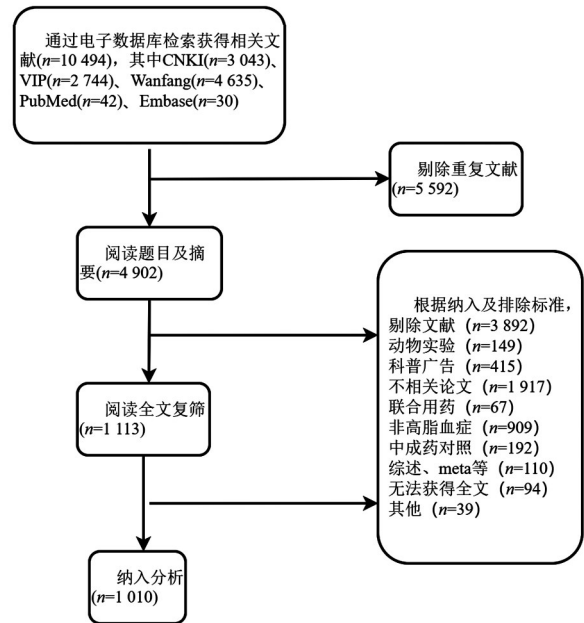 通过电子数据库检索获得相关文
献(n=10 494)，其中CNKI(n=3 043)、
VIP(n=2 744)、Wanfang(n=4 635)、
PubMed(n=42)、Embase(n=30)
剔除重复文献
(n=5 592)
阅读题目及摘
要(n=4 902)
根据纳入及排除标准，
剔除文献（n=3 892）
动物实验（n=149）
科普广告（n=415）
不相关论文（n=1 917）
联合用药（n=67）
非高脂血症（n=909）
中成药对照（n=192）
综述、meta等（n=110）
无法获得全文（n=94）
其他（n=39）
阅读全文复筛
(n=1 113)
纳入分析
(n=1 010)